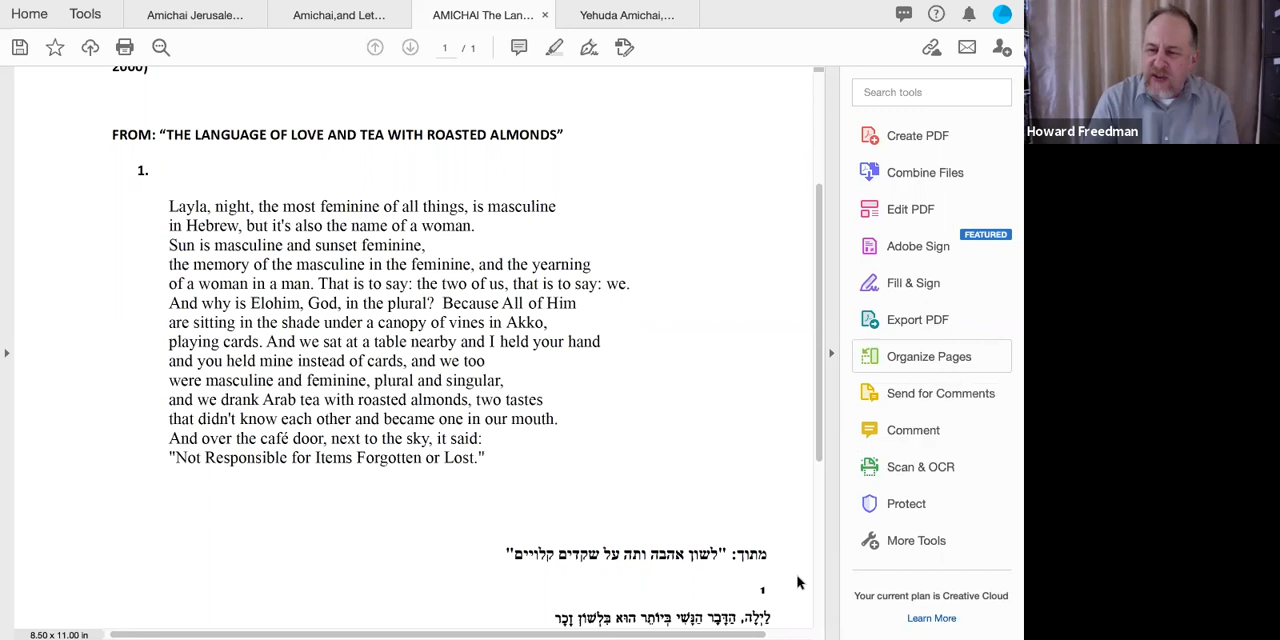 Home Tools Amichai Jerusale... Amichai,and Let... AMICHAI The Lan... × Yehuda Amichai,...
1 / 1
2000)
FROM: “THE LANGUAGE OF LOVE AND TEA WITH ROASTED ALMONDS”
1.
Layla, night, the most feminine of all things, is masculine
in Hebrew, but it's also the name of a woman.
Sun is masculine and sunset feminine,
the memory of the masculine in the feminine, and the yearning
of a woman in a man. That is to say: the two of us, that is to say: we.
And why is Elohim, God, in the plural? Because All of Him
are sitting in the shade under a canopy of vines in Akko,
playing cards. And we sat at a table nearby and I held your hand
and you held mine instead of cards, and we too
were masculine and feminine, plural and singular,
and we drank Arab tea with roasted almonds, two tastes
that didn't know each other and became one in our mouth.
And over the café door, next to the sky, it said:
"Not Responsible for Items Forgotten or Lost."
מתוך: "לשון אהבה ותה על שקדים קלויים"
1
לַיְלָה, הַדָּבָר הַנָּשִׁי בְּיוֹתֵר הוּא בִּלְשׁוֹן זָכָר
8.50 x 11.00 in
Search tools
Create PDF
Combine Files
Edit PDF
FEATURED
Adobe Sign
Fill & Sign
Export PDF
Organize Pages
Send for Comments
Comment
Scan & OCR
Protect
More Tools
Your current plan is Creative Cloud
Learn More
Howard Freedman